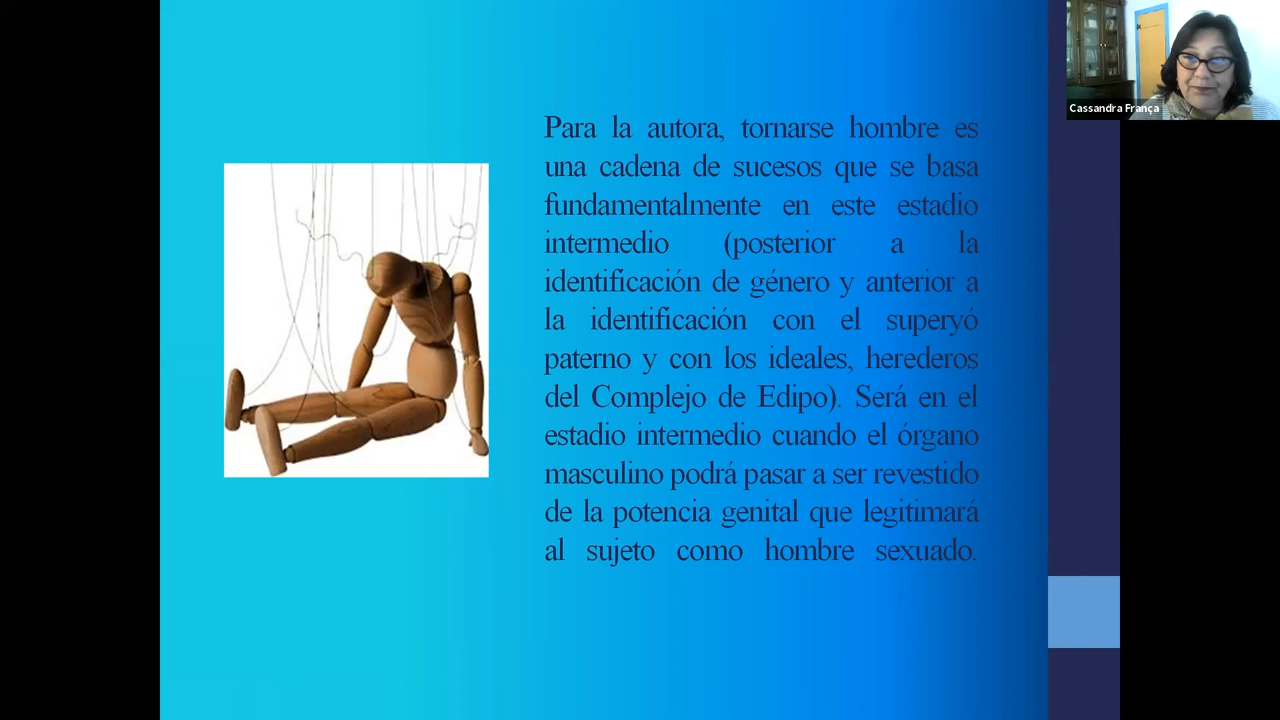 Cassandra França
Para la autora, tornarse hombre es
una cadena de sucesos que se basa
fundamentalmente en este estadio
intermedio (posterior a la
identificación de género y anterior a
la identificación con el superyó
paterno y con los ideales, herederos
del Complejo de Edipo). Será en el
estadio intermedio cuando el órgano
masculino podrá pasar a ser revestido
de la potencia genital que legitimará
al sujeto como hombre sexuado.